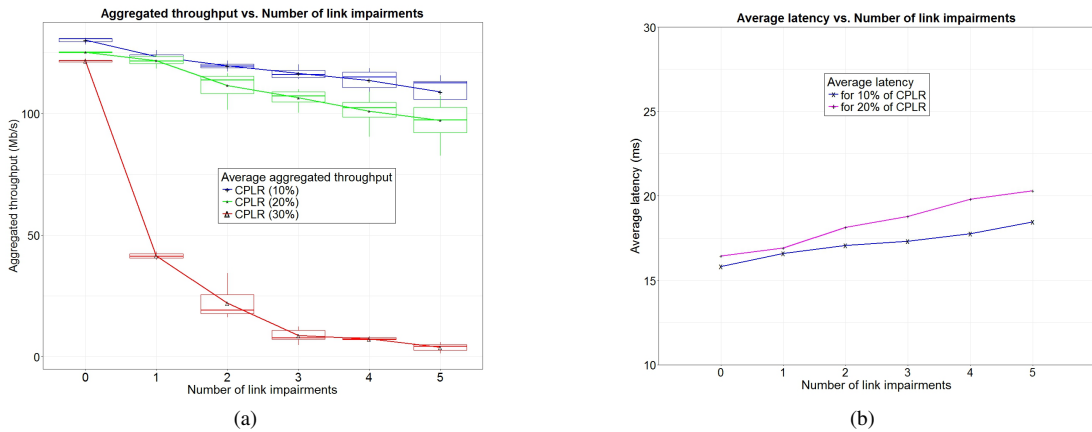 Aggregated throughput vs. Number of link impairments
Aggregated throughput (Mb/s)
100
50
0
Average aggregated throughput
CPLR (10%)
CPLR (20%)
CPLR (30%)
0 1 2 3 4 5
Number of link impairments
(a)
Average latency vs. Number of link impairments
Average latency (ms)
30
25
20
15
10
Average latency
for 10% of CPLR
for 20% of CPLR
0 1 2 3 4 5
Number of link impairments
(b)